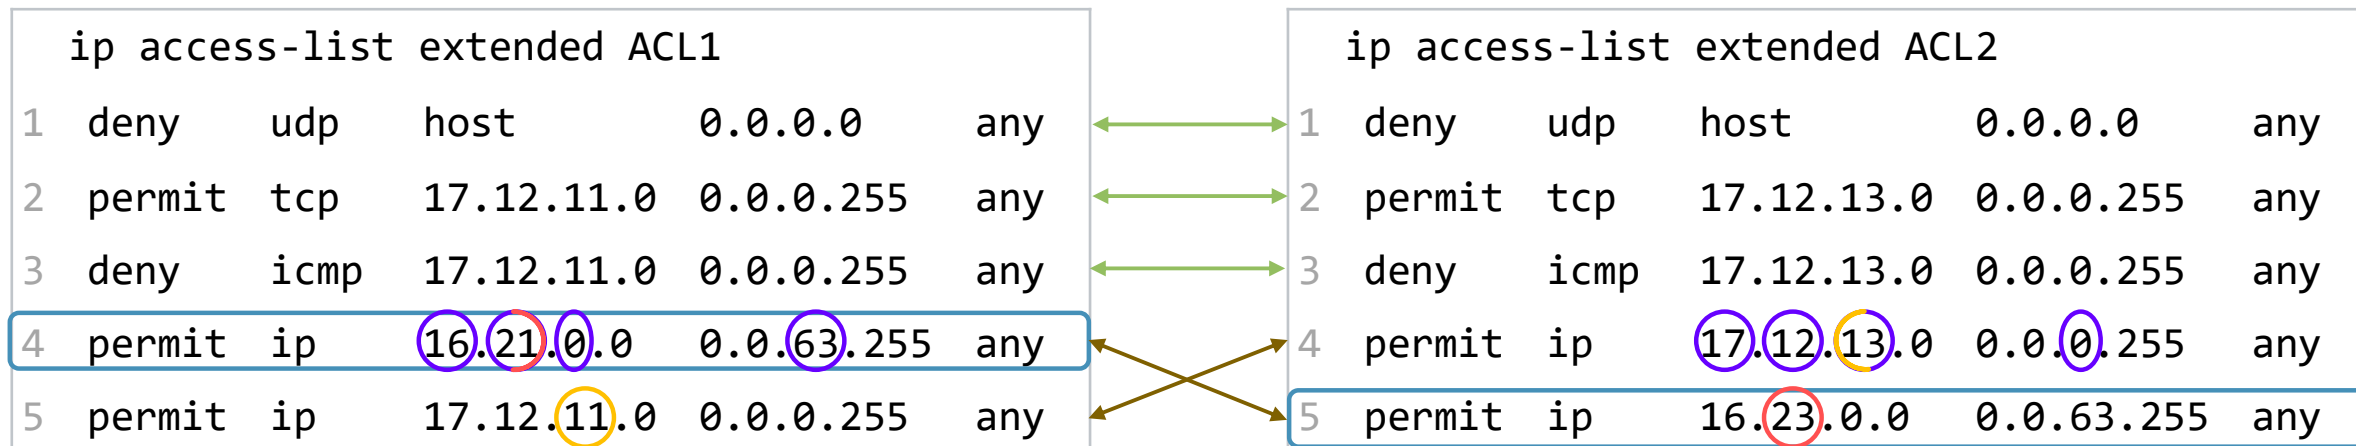 ip access-list extended ACL1
1 deny udp host 0.0.0.0 any
2 permit tcp 17.12.11.0 0.0.0.255 any
3 deny icmp 17.12.11.0 0.0.0.255 any
4 permit ip 16.21.0.0 0.0.63.255 any
5 permit ip 17.12.11.0 0.0.0.255 any
ip access-list extended ACL2
1 deny udp host 0.0.0.0 any
2 permit tcp 17.12.13.0 0.0.0.255 any
3 deny icmp 17.12.13.0 0.0.0.255 any
4 permit ip 17.12.13.0 0.0.0.255 any
5 permit ip 16.23.0.0 0.0.63.255 any